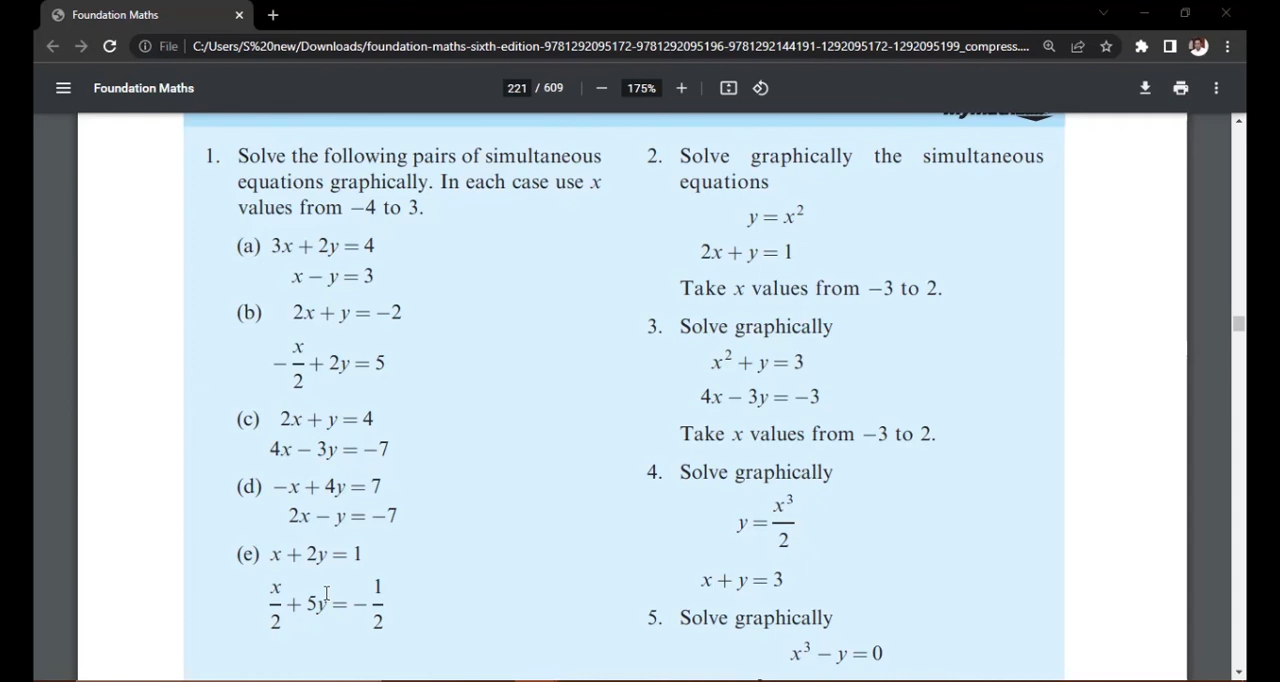 Foundation Maths
File C:/Users/S%20new/Downloads/foundation-maths-sixth-edition-9781292095172-9781292095196-9781292144191-1292095172-1292095199_compress....
Foundation Maths 221 / 609 175%
1. Solve the following pairs of simultaneous
equations graphically. In each case use x
values from −4 to 3.
(a) 3x + 2y = 4
x − y = 3
(b) 2x + y = −2
−x/2 + 2y = 5
(c) 2x + y = 4
4x − 3y = −7
(d) −x + 4y = 7
2x − y = −7
(e) x + 2y = 1
x/2 + 5y = −1/2
2. Solve graphically the simultaneous
equations
y = x²
2x + y = 1
Take x values from −3 to 2.
3. Solve graphically
x² + y = 3
4x − 3y = −3
Take x values from −3 to 2.
4. Solve graphically
y = x³/2
x + y = 3
5. Solve graphically
x³ − y = 0